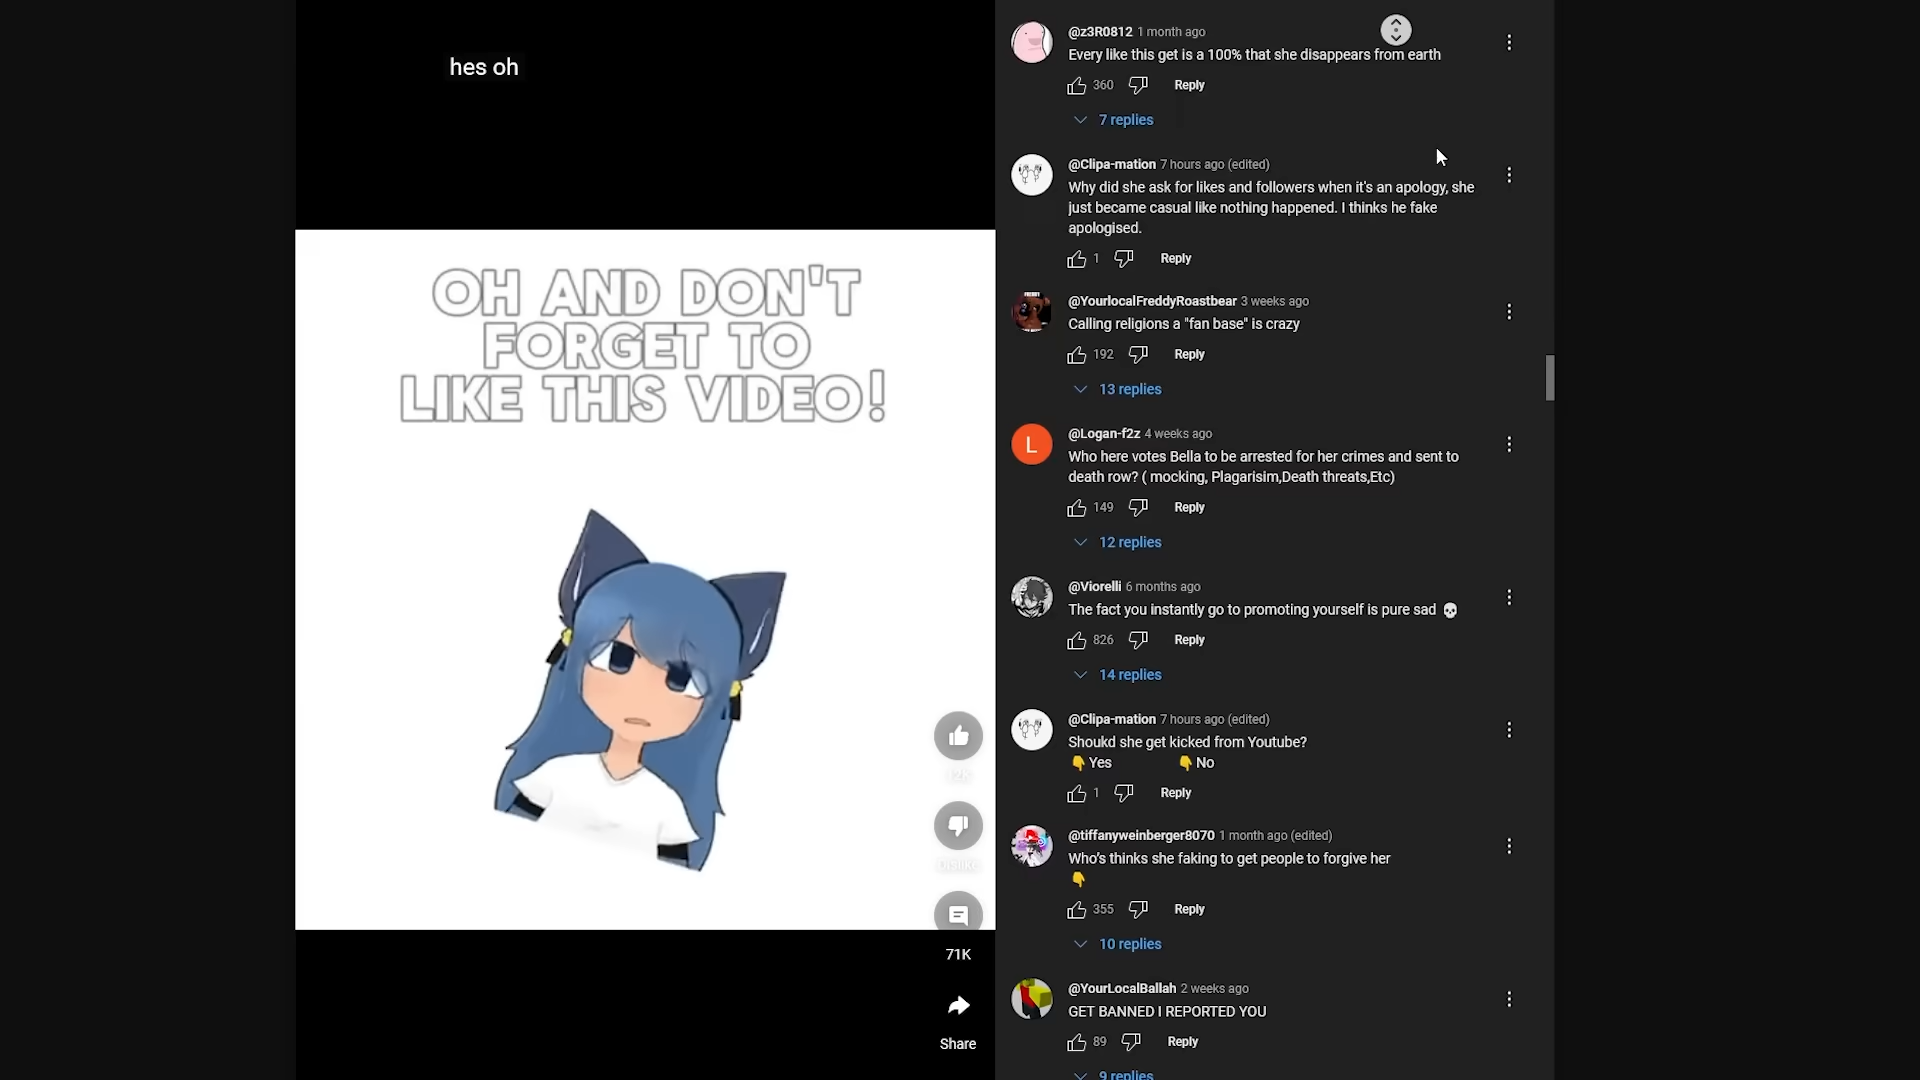 hes oh
OH AND DON'T
FORGET TO
LIKE THIS VIDEO!
12K
Dislike
71K
Share
@z3R0812 1 month ago
Every like this get is a 100% that she disappears from earth
360 Reply
7 replies
@Clipa-mation 7 hours ago (edited)
Why did she ask for likes and followers when it's an apology, she
just became casual like nothing happened. I thinks he fake
apologised.
1 Reply
@YourlocalFreddyRoastbear 3 weeks ago
Calling religions a "fan base" is crazy
192 Reply
13 replies
L
@Logan-f2z 4 weeks ago
Who here votes Bella to be arrested for her crimes and sent to
death row? ( mocking, Plagarisim,Death threats,Etc)
149 Reply
12 replies
@Viorelli 6 months ago
The fact you instantly go to promoting yourself is pure sad 💀
826 Reply
14 replies
@Clipa-mation 7 hours ago (edited)
Shoukd she get kicked from Youtube?
👇Yes 👇No
1 Reply
@tiffanyweinberger8070 1 month ago (edited)
Who's thinks she faking to get people to forgive her
👇
355 Reply
10 replies
@YourLocalBallah 2 weeks ago
GET BANNED I REPORTED YOU
89 Reply
9 replies